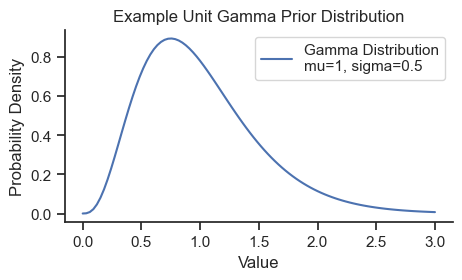 Example Unit Gamma Prior Distribution
Gamma Distribution
mu=1, sigma=0.5
Probability Density
0.8
0.6
0.4
0.2
0.0
0.0 0.5 1.0 1.5 2.0 2.5 3.0
Value